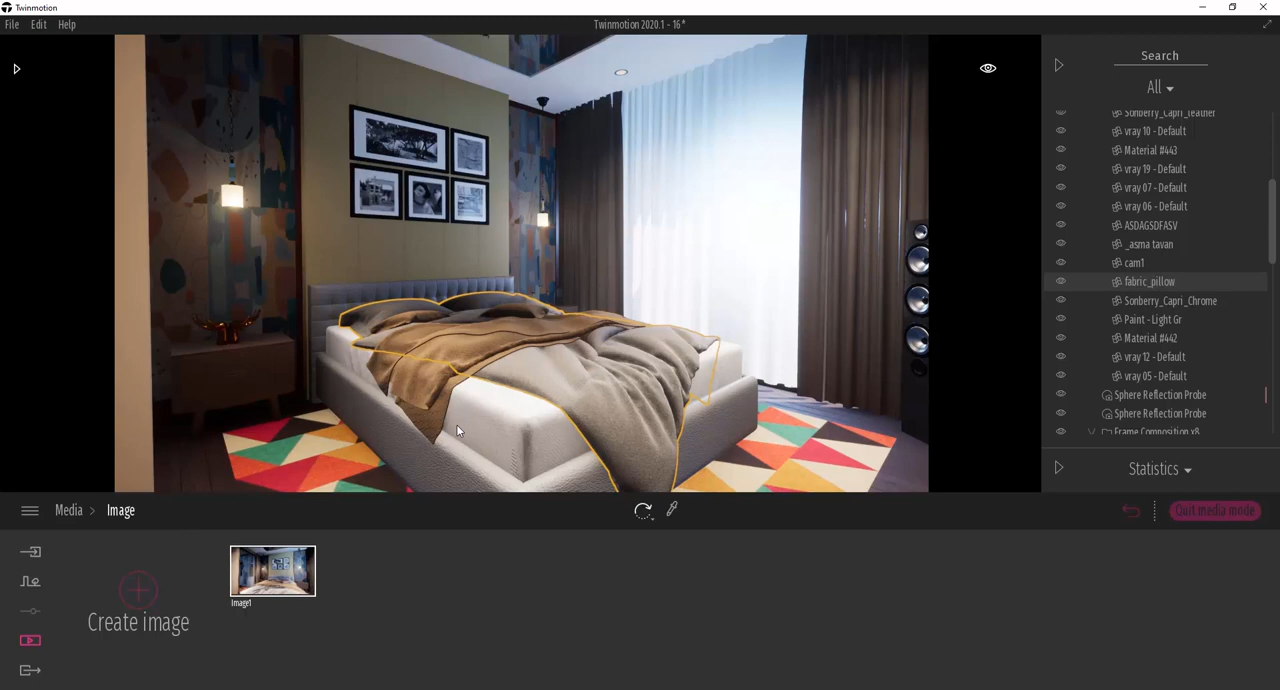 Twinmotion
File Edit Help
Twinmotion 2020.1 - 16*
Search
All
Sonberry_Capri_Leather
vray 10 - Default
Material #443
vray 19 - Default
vray 07 - Default
vray 06 - Default
ASDAGSDFASV
_asma tavan
cam1
fabric_pillow
Sonberry_Capri_Chrome
Paint - Light Gr
Material #442
vray 12 - Default
vray 05 - Default
Sphere Reflection Probe
Sphere Reflection Probe
Frame Composition x8
Statistics
Media > Image
Quit media mode
Create image
Image1